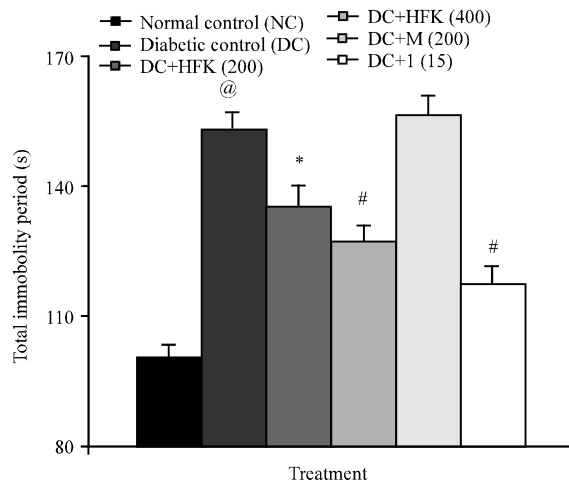 Normal control (NC)
Diabetic control (DC)
DC+HFK (200)
DC+HFK (400)
DC+M (200)
DC+1 (15)
170
140
110
80
Total immobolity period (s)
@
*
#
#
Treatment